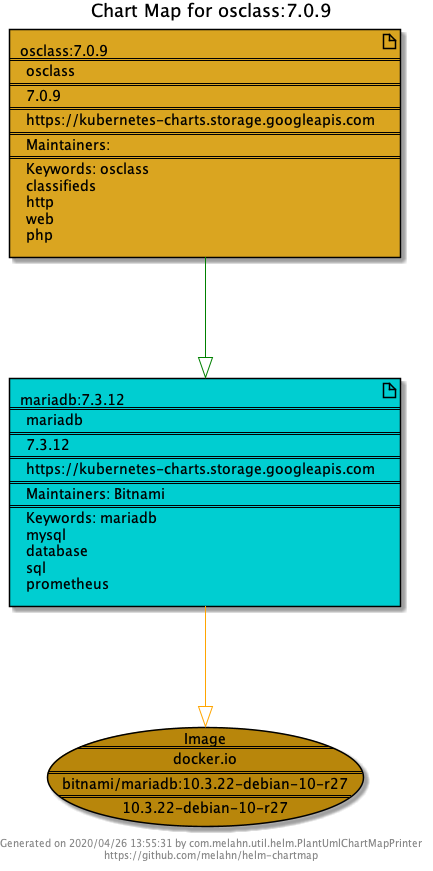 Chart Map for osclass:7.0.9
osclass:7.0.9
osclass
7.0.9
https://kubernetes-charts.storage.googleapis.com
Maintainers:
Keywords: osclass
classifieds
http
web
php
mariadb:7.3.12
mariadb
7.3.12
https://kubernetes-charts.storage.googleapis.com
Maintainers: Bitnami
Keywords: mariadb
mysql
database
sql
prometheus
Image
docker.io
bitnami/mariadb:10.3.22-debian-10-r27
10.3.22-debian-10-r27
Generated on 2020/04/26 13:55:31 by com.melahn.util.helm.PlantUmlChartMapPrinter
https://github.com/melahn/helm-chartmap